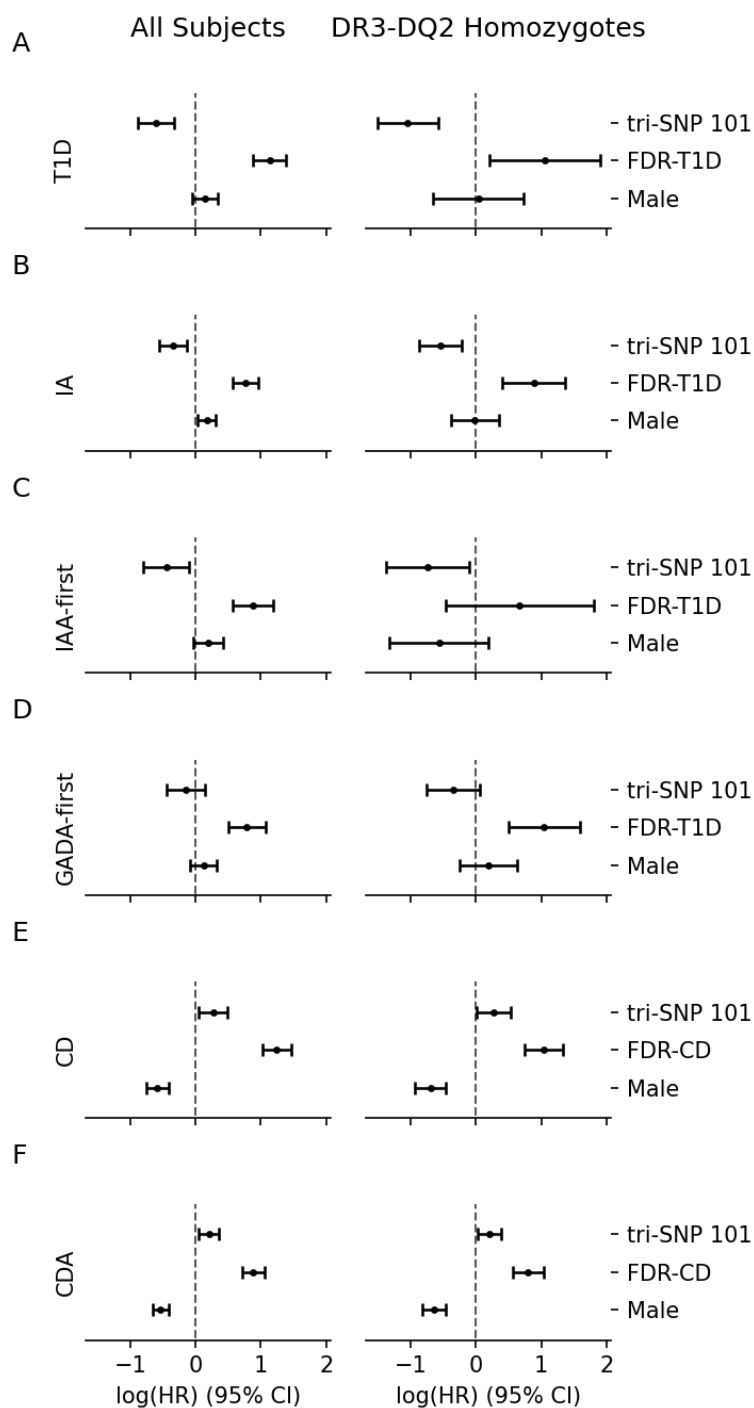 All Subjects
DR3-DQ2 Homozygotes
A
T1D
tri-SNP 101
FDR-T1D
Male
B
IA
tri-SNP 101
FDR-T1D
Male
C
IAA-first
tri-SNP 101
FDR-T1D
Male
D
GADA-first
tri-SNP 101
FDR-T1D
Male
E
CD
tri-SNP 101
FDR-CD
Male
F
CDA
tri-SNP 101
FDR-CD
Male
−1 0 1 2
−1 0 1 2
log(HR) (95% CI)
log(HR) (95% CI)